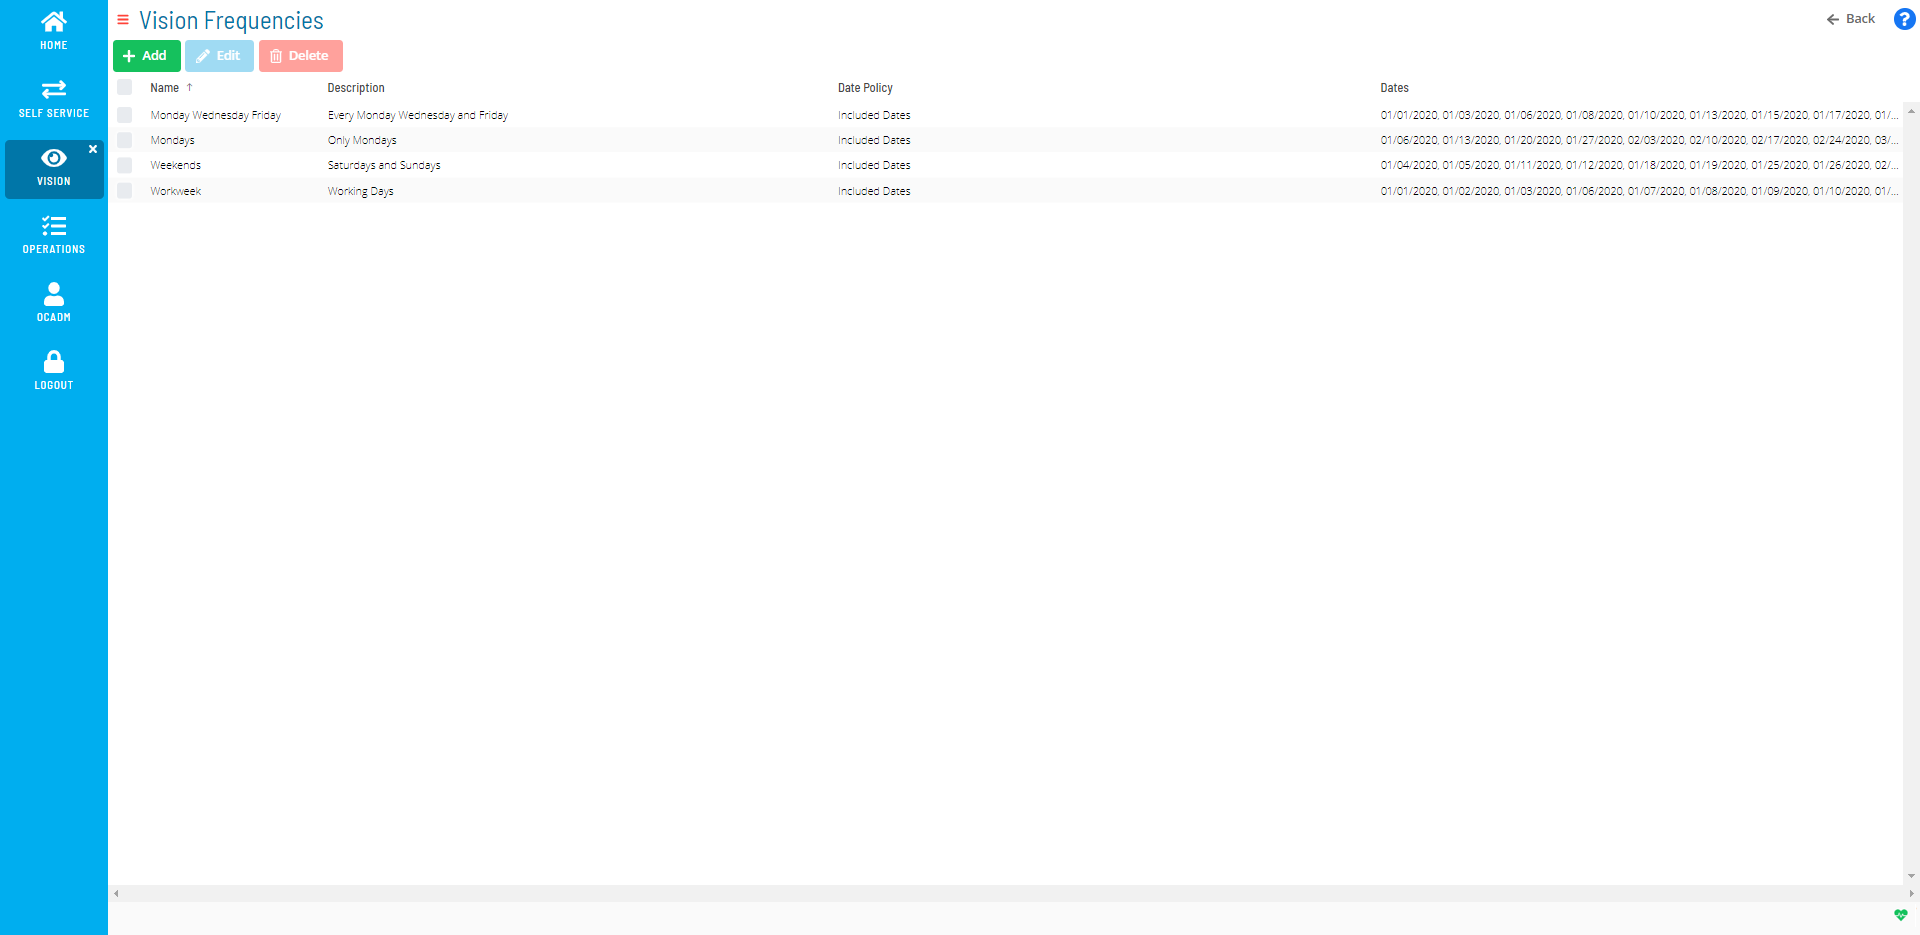 HOME
SELF SERVICE
VISION
OPERATIONS
OCADM
LOGOUT
Vision Frequencies
Back
Add Edit Delete
Name ↑ Description Date Policy Dates
Monday Wednesday Friday Every Monday Wednesday and Friday Included Dates 01/01/2020, 01/03/2020, 01/06/2020, 01/08/2020, 01/10/2020, 01/13/2020, 01/15/2020, 01/17/2020, 01/...
Mondays Only Mondays Included Dates 01/06/2020, 01/13/2020, 01/20/2020, 01/27/2020, 02/03/2020, 02/10/2020, 02/17/2020, 02/24/2020, 03/...
Weekends Saturdays and Sundays Included Dates 01/04/2020, 01/05/2020, 01/11/2020, 01/12/2020, 01/18/2020, 01/19/2020, 01/25/2020, 01/26/2020, 02/...
Workweek Working Days Included Dates 01/01/2020, 01/02/2020, 01/03/2020, 01/06/2020, 01/07/2020, 01/08/2020, 01/09/2020, 01/10/2020, 01/...